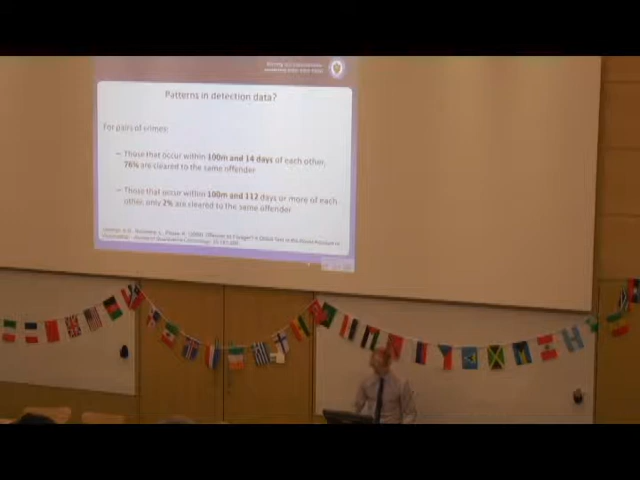 Patterns in detection data?
For pairs of crimes:
– Those that occur within 100m and 14 days of each other,
76% are cleared to the same offender
– Those that occur within 100m and 112 days or more of each
other, only 2% are cleared to the same offender